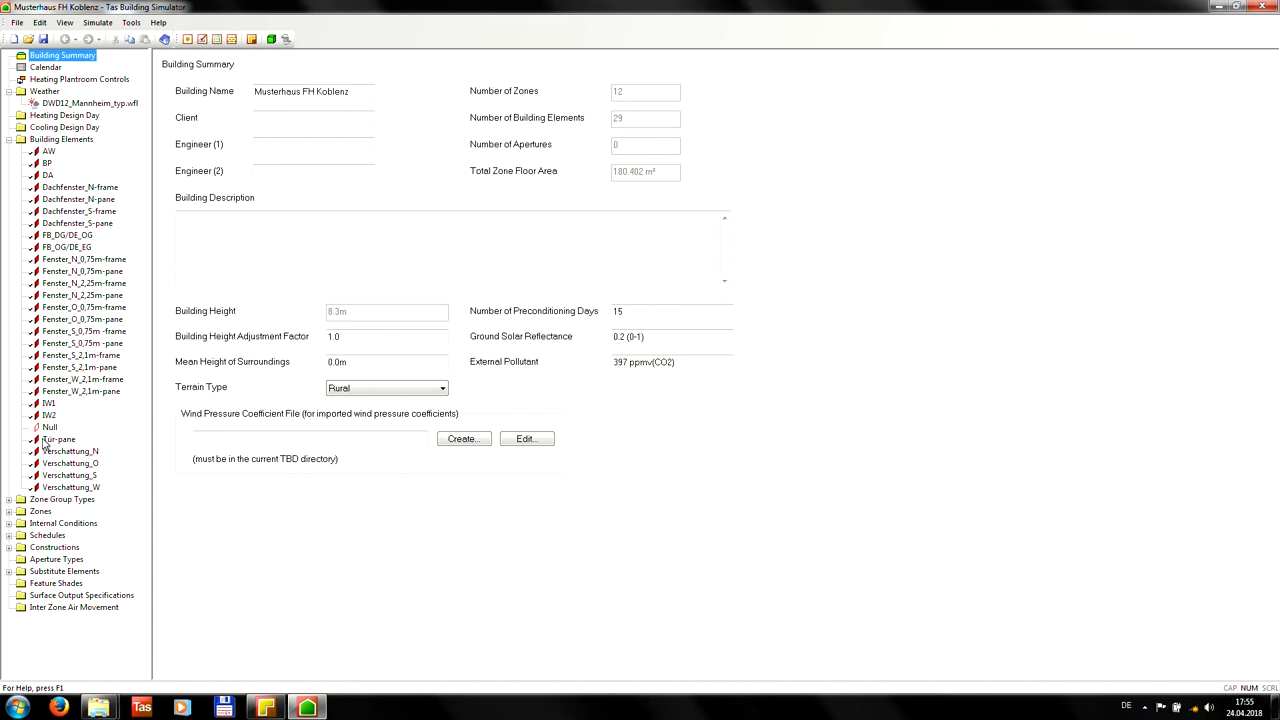 Musterhaus FH Koblenz - Tas Building Simulator
File Edit View Simulate Tools Help
Building Summary
Calendar
Heating Plantroom Controls
Weather
DWD12_Mannheim_typ.wfl
Heating Design Day
Cooling Design Day
Building Elements
AW
BP
DA
Dachfenster_N-frame
Dachfenster_N-pane
Dachfenster_S-frame
Dachfenster_S-pane
FB_DG/DE_OG
FB_OG/DE_EG
Fenster_N_0,75m-frame
Fenster_N_0,75m-pane
Fenster_N_2,25m-frame
Fenster_N_2,25m-pane
Fenster_O_0,75m-frame
Fenster_O_0,75m-pane
Fenster_S_0,75m -frame
Fenster_S_0,75m -pane
Fenster_S_2,1m-frame
Fenster_S_2,1m-pane
Fenster_W_2,1m-frame
Fenster_W_2,1m-pane
IW1
IW2
Null
Tür-pane
Verschattung_N
Verschattung_O
Verschattung_S
Verschattung_W
Zone Group Types
Zones
Internal Conditions
Schedules
Constructions
Aperture Types
Substitute Elements
Feature Shades
Surface Output Specifications
Inter Zone Air Movement
Building Summary
Building Name Musterhaus FH Koblenz
Client
Engineer (1)
Engineer (2)
Number of Zones 12
Number of Building Elements 29
Number of Apertures 0
Total Zone Floor Area 180.402 m²
Building Description
Building Height 8.3m
Building Height Adjustment Factor 1.0
Mean Height of Surroundings 0.0m
Terrain Type Rural
Number of Preconditioning Days 15
Ground Solar Reflectance 0.2 (0-1)
External Pollutant 397 ppmv(CO2)
Wind Pressure Coefficient File (for imported wind pressure coefficients)
Create... Edit...
(must be in the current TBD directory)
For Help, press F1
CAP NUM SCRL
Tas
DE
17:55
24.04.2018